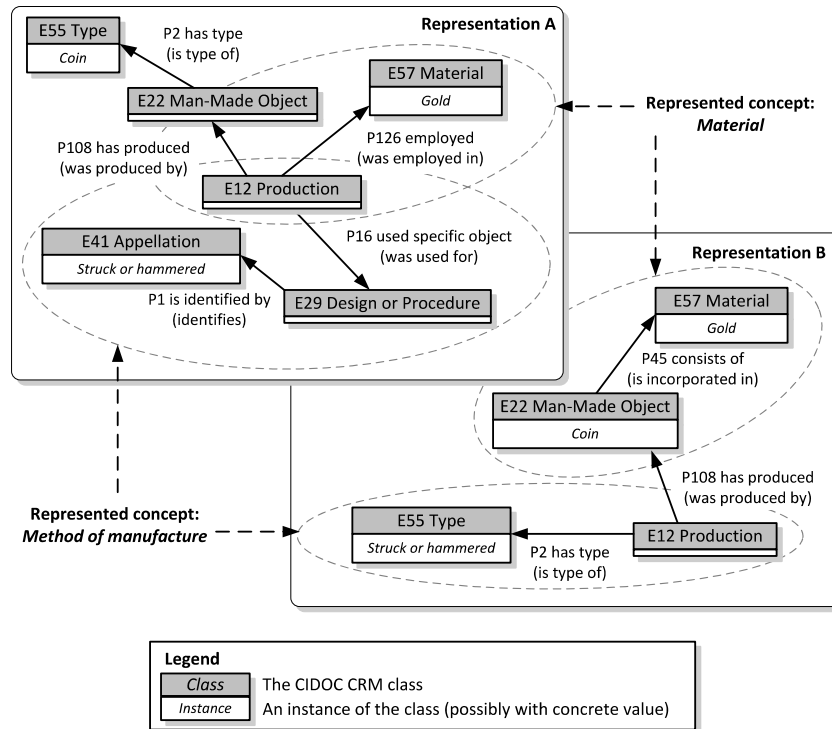 Representation A
E55 Type
Coin
P2 has type
(is type of)
E22 Man-Made Object
E57 Material
Gold
P108 has produced
(was produced by)
P126 employed
(was employed in)
E12 Production
E41 Appellation
Struck or hammered
P16 used specific object
(was used for)
P1 is identified by
(identifies)
E29 Design or Procedure
Represented concept:
Material
Representation B
E57 Material
Gold
P45 consists of
(is incorporated in)
E22 Man-Made Object
Coin
P108 has produced
(was produced by)
Represented concept:
Method of manufacture
E55 Type
Struck or hammered
P2 has type
(is type of)
E12 Production
Legend
Class The CIDOC CRM class
Instance An instance of the class (possibly with concrete value)